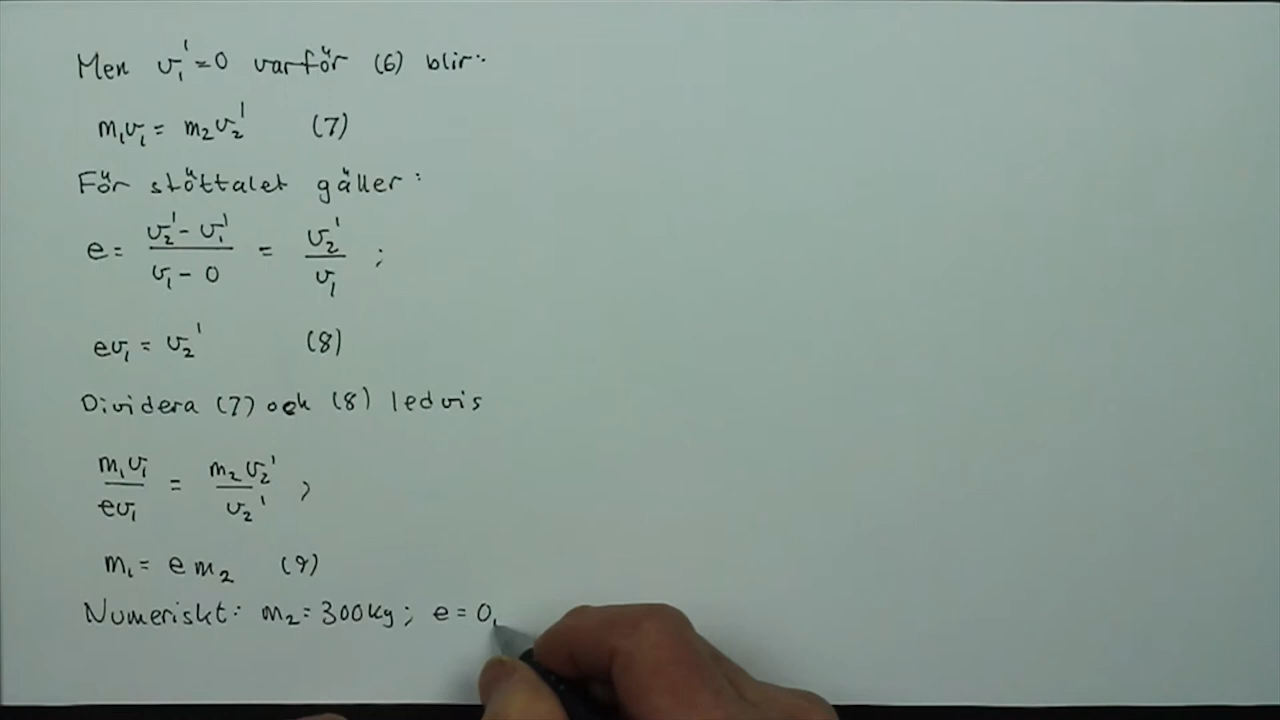 Men v₁' = 0 varför (6) blir:
m₁v₁ = m₂v₂' (7)
För stöttalet gäller:
e = (v₂' - v₁')/(v₁ - 0) = v₂'/v₁ ;
ev₁ = v₂' (8)
Dividera (7) och (8) ledvis
m₁v₁/ev₁ = m₂v₂'/v₂' ;
m₁ = e m₂ (9)
Numeriskt: m₂ = 300kg; e = 0,